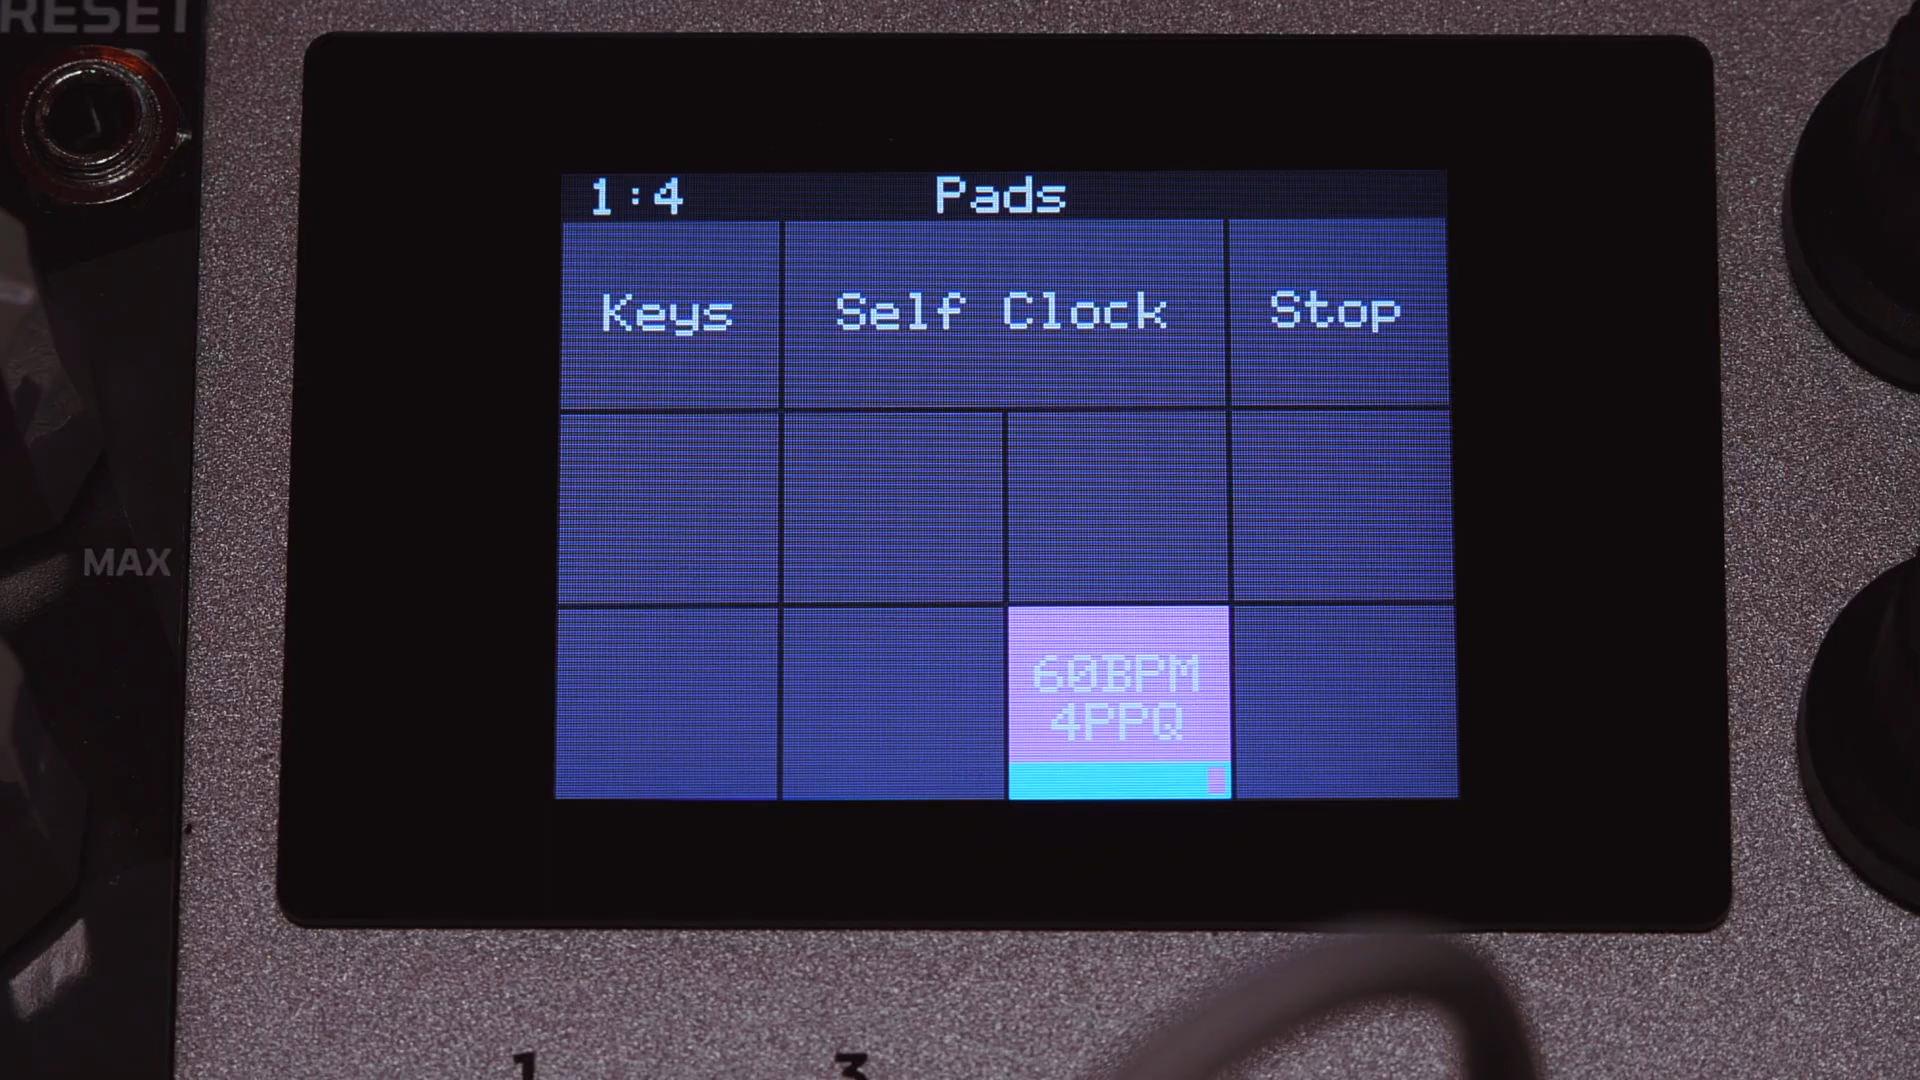 RESET
1:4 Pads
Keys Self Clock Stop
MAX
60BPM
4PPQ
1 3